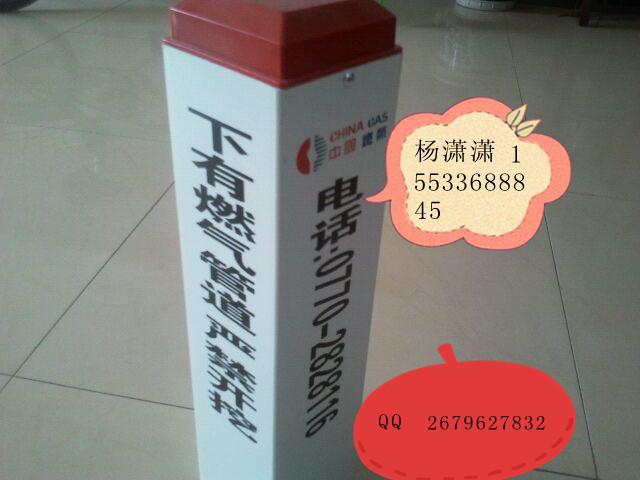 下有燃气管道严禁开挖
CHINA GAS
中国燃气
电话:0770-2828116
杨潇潇 1
55336888
45
QQ 2679627832